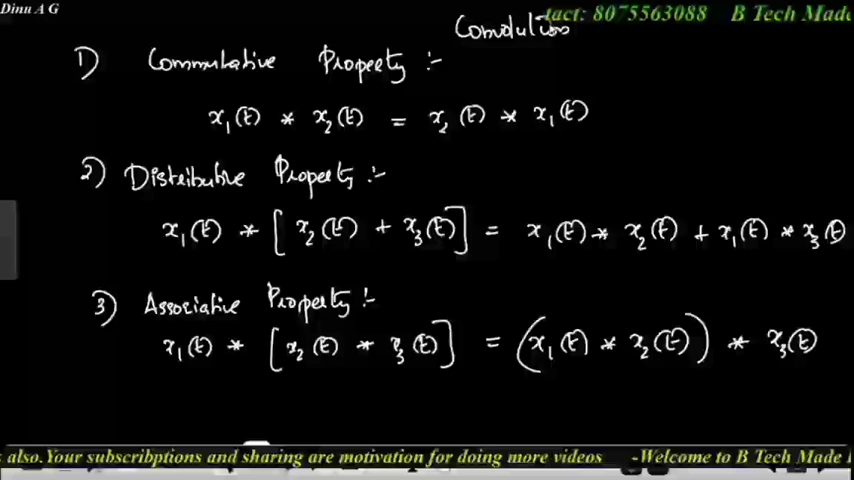 Dinu A G
tact: 8075563088 B Tech Made
Convolution
1) Commutative Property :-
x₁(t) * x₂(t) = x₂(t) * x₁(t)
2) Distributive Property :-
x₁(t) * [x₂(t) + x₃(t)] = x₁(t) * x₂(t) + x₁(t) * x₃(t)
3) Associative Property :-
x₁(t) * [x₂(t) * x₃(t)] = (x₁(t) * x₂(t)) * x₃(t)
also.Your subscribptions and sharing are motivation for doing more videos -Welcome to B Tech Made